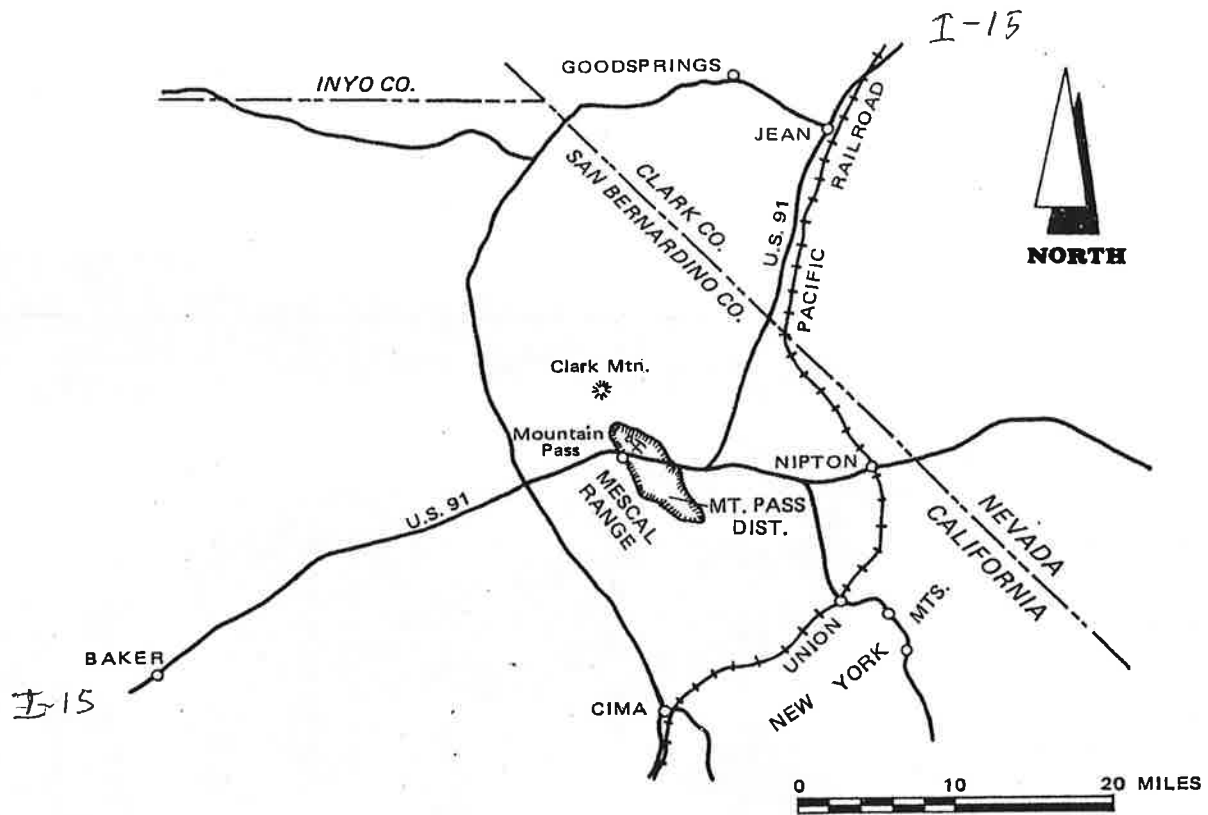 I-15
GOODSPRINGS
INYO CO.
JEAN
RAILROAD
CLARK CO.
SAN BERNARDINO CO.
U.S. 91
PACIFIC
NORTH
Clark Mtn.
Mountain
Pass
NIPTON
MESCAL
RANGE
MT. PASS
DIST.
U.S. 91
NEVADA
CALIFORNIA
UNION
MTS.
NEW YORK
BAKER
I-15
CIMA
0 10 20 MILES